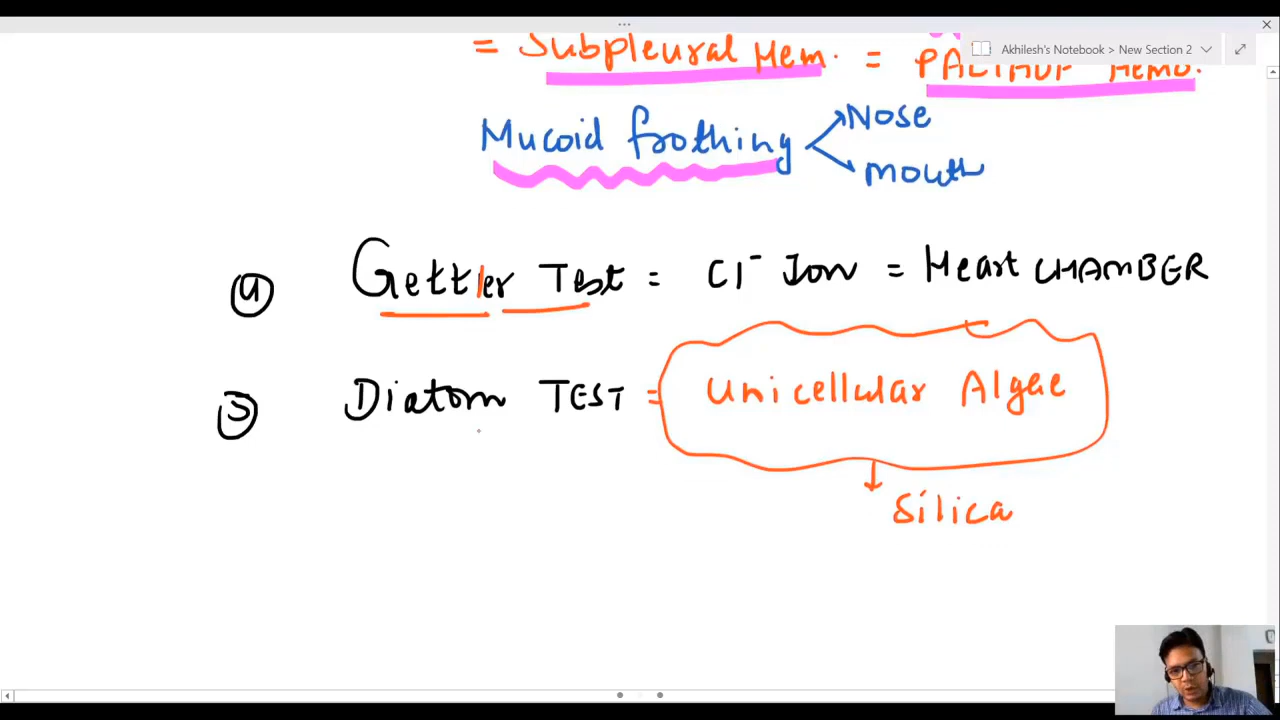 Akhilesh's Notebook > New Section 2
= Subpleural Hem. = PALTAUF Hemo.
Mucoid frothing
Nose
Mouth
4 Gettler Test = Cl⁻ Ion = Heart CHAMBER
5 Diatom TEST = Unicellular Algae
Silica